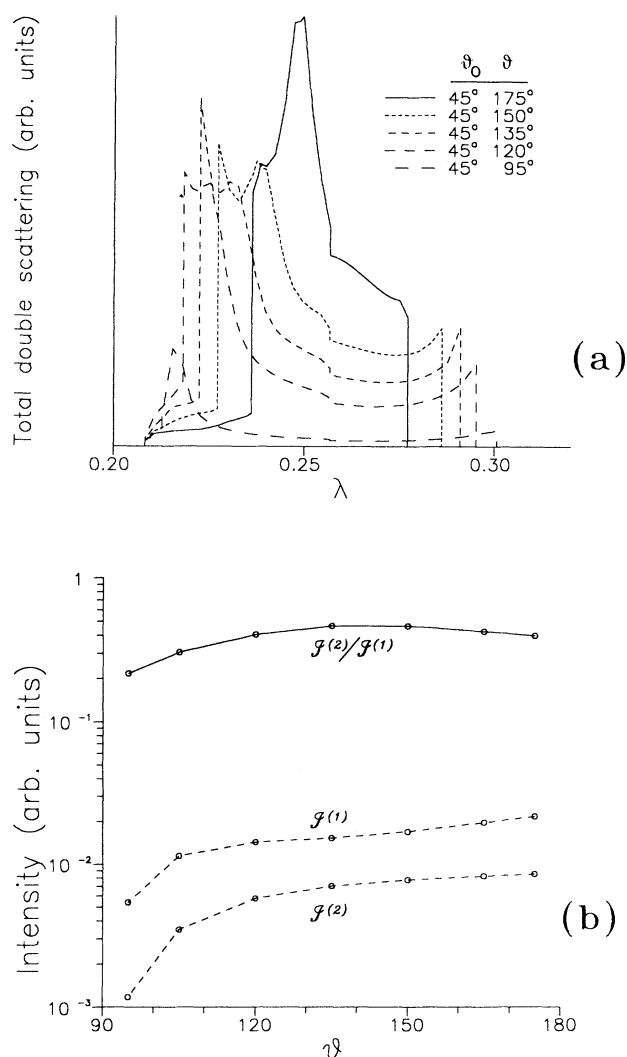 Total double scattering (arb. units)
ϑ₀ ϑ
45° 175°
45° 150°
45° 135°
45° 120°
45° 95°
(a)
0.20 0.25 0.30
λ
1
10⁻¹
10⁻²
10⁻³
Intensity (arb. units)
𝒥⁽²⁾/𝒥⁽¹⁾
𝒥⁽¹⁾
𝒥⁽²⁾
(b)
90 120 150 180
ϑ